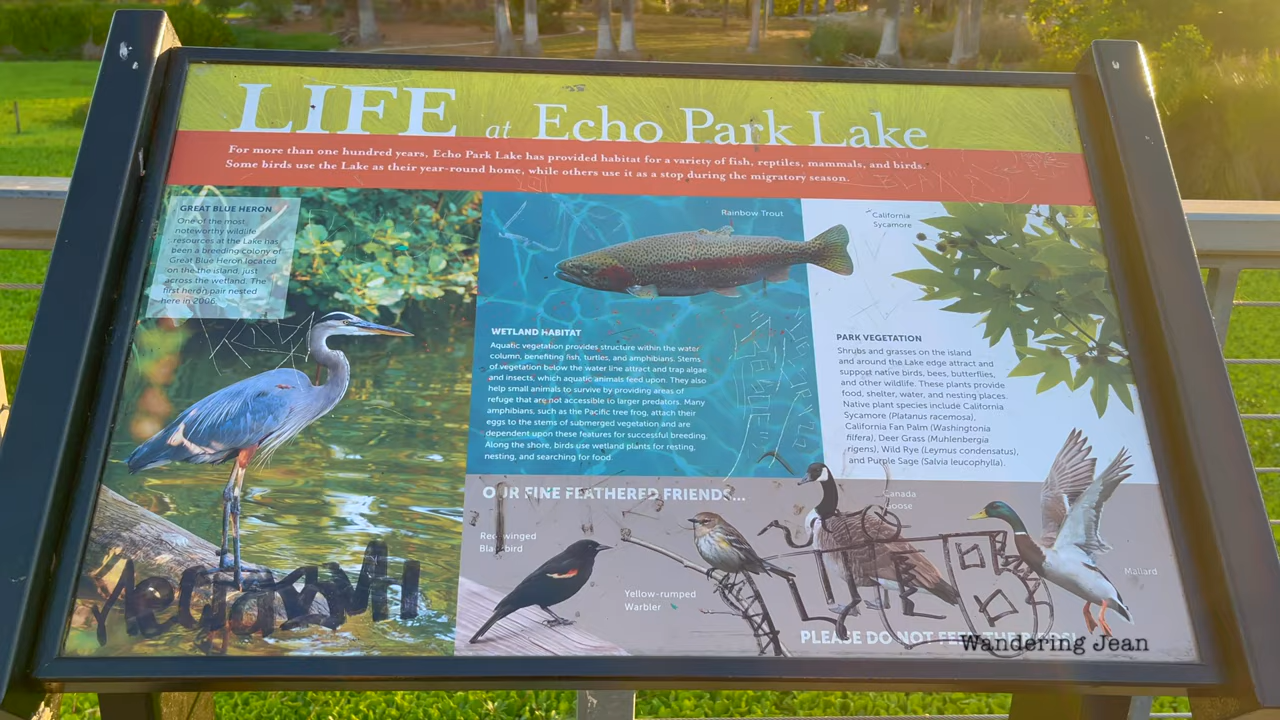 LIFE at Echo Park Lake
For more than one hundred years, Echo Park Lake has provided habitat for a variety of fish, reptiles, mammals, and birds.
Some birds use the Lake as their year-round home, while others use it as a stop during the migratory season.
GREAT BLUE HERON
One of the most
noteworthy wildlife
resources at the Lake has
been a breeding colony of
Great Blue Heron located
on the the island, just
across the wetland. The
first heron pair nested
here in 2006.
Rainbow Trout
WETLAND HABITAT
Aquatic vegetation provides structure within the water
column, benefiting fish, turtles, and amphibians. Stems
of vegetation below the water line attract and trap algae
and insects, which aquatic animals feed upon. They also
help small animals to survive by providing areas of
refuge that are not accessible to larger predators. Many
amphibians, such as the Pacific tree frog, attach their
eggs to the stems of submerged vegetation and are
dependent upon these features for successful breeding.
Along the shore, birds use wetland plants for resting,
nesting, and searching for food.
California
Sycamore
PARK VEGETATION
Shrubs and grasses on the island
and around the Lake edge attract and
support native birds, bees, butterflies,
and other wildlife. These plants provide
food, shelter, water, and nesting places.
Native plant species include California
Sycamore (Platanus racemosa),
California Fan Palm (Washingtonia
filifera), Deer Grass (Muhlenbergia
rigens), Wild Rye (Leymus condensatus),
and Purple Sage (Salvia leucophylla).
OUR FINE FEATHERED FRIENDS...
Red-winged
Blackbird
Yellow-rumped
Warbler
Canada
Goose
Mallard
PLEASE DO NOT FEED THE BIRDS!
Wandering Jean